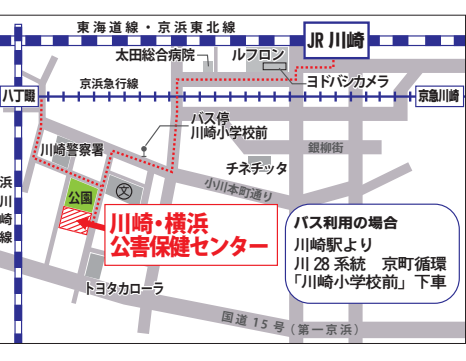 東海道線・京浜東北線
JR 川崎
太田総合病院
ルフロン
ヨドバシカメラ
八丁畷
京浜急行線
京急川崎
バス停
川崎小学校前
川崎警察署
銀柳街
チネチッタ
浜川崎線
小川本町通り
公園
文
川崎・横浜
公害保健センター
バス利用の場合
川崎駅より
川 28 系統 京町循環
「川崎小学校前」下車
トヨタカローラ
国道15号(第一京浜)